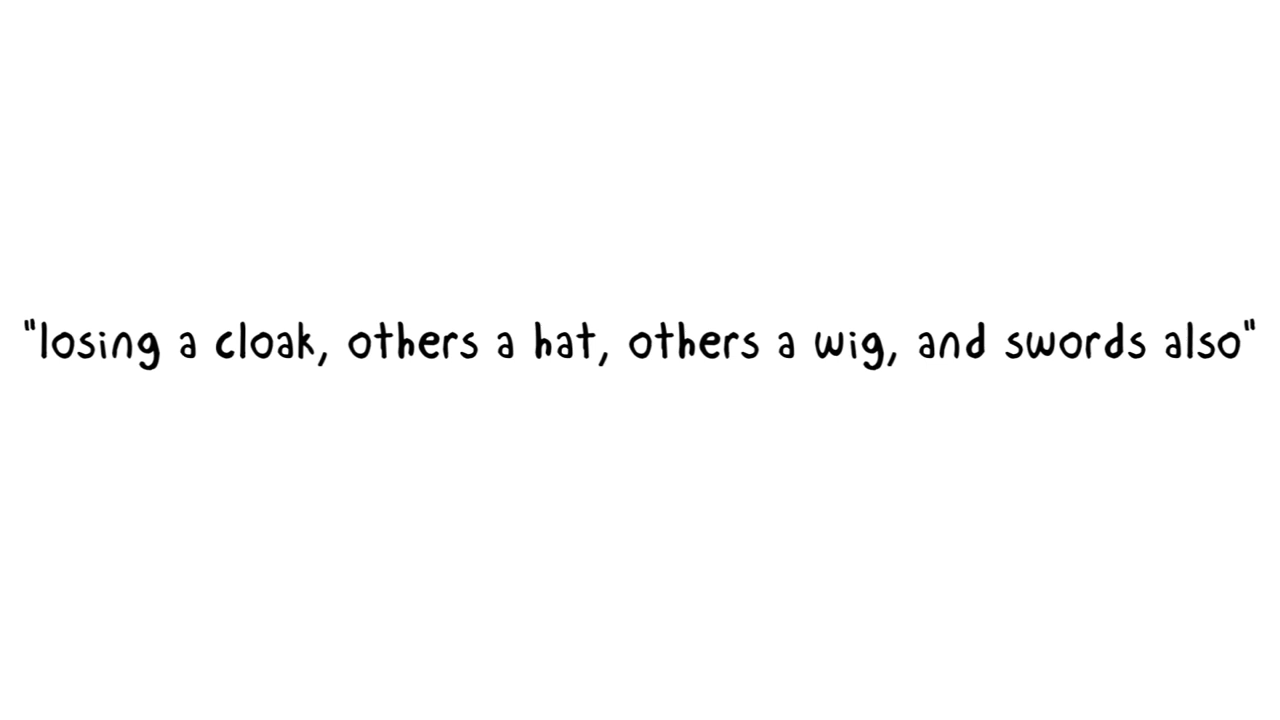 "losing a cloak, others a hat, others a wig, and swords also"